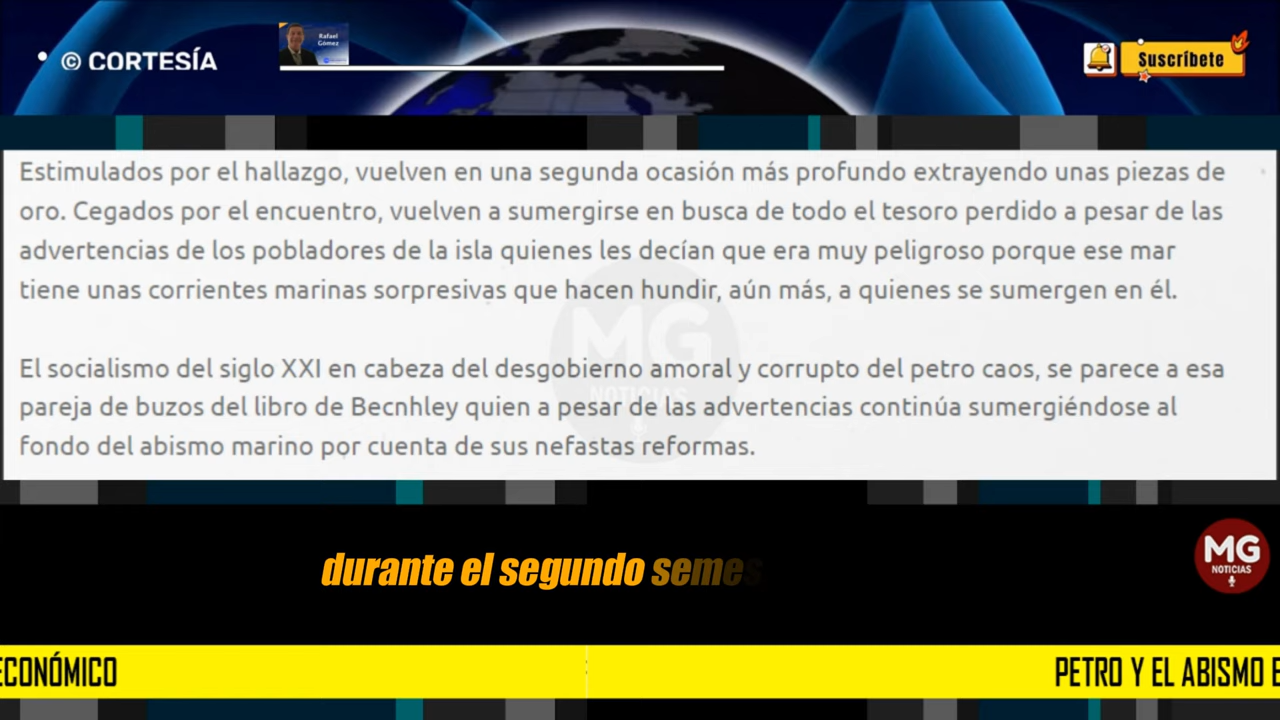 © CORTESÍA
Rafael
Gómez
Suscríbete
Estimulados por el hallazgo, vuelven en una segunda ocasión más profundo extrayendo unas piezas de
oro. Cegados por el encuentro, vuelven a sumergirse en busca de todo el tesoro perdido a pesar de las
advertencias de los pobladores de la isla quienes les decían que era muy peligroso porque ese mar
tiene unas corrientes marinas sorpresivas que hacen hundir, aún más, a quienes se sumergen en él.
El socialismo del siglo XXI en cabeza del desgobierno amoral y corrupto del petro caos, se parece a esa
pareja de buzos del libro de Becnhley quien a pesar de las advertencias continúa sumergiéndose al
fondo del abismo marino por cuenta de sus nefastas reformas.
MG
NOTICIAS
durante el segundo semes
MG
NOTICIAS
ECONÓMICO
PETRO Y EL ABISMO E